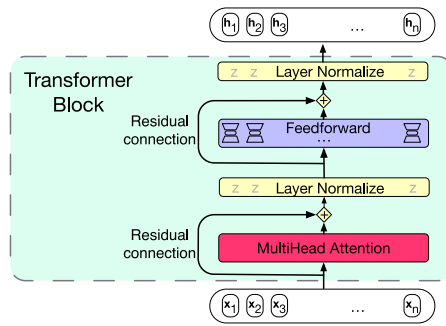 h1 h2 h3 ... hn
Transformer
Block
z z Layer Normalize z
+
Residual
connection
Feedforward
...
z z Layer Normalize z
+
Residual
connection
MultiHead Attention
x1 x2 x3 ... xn